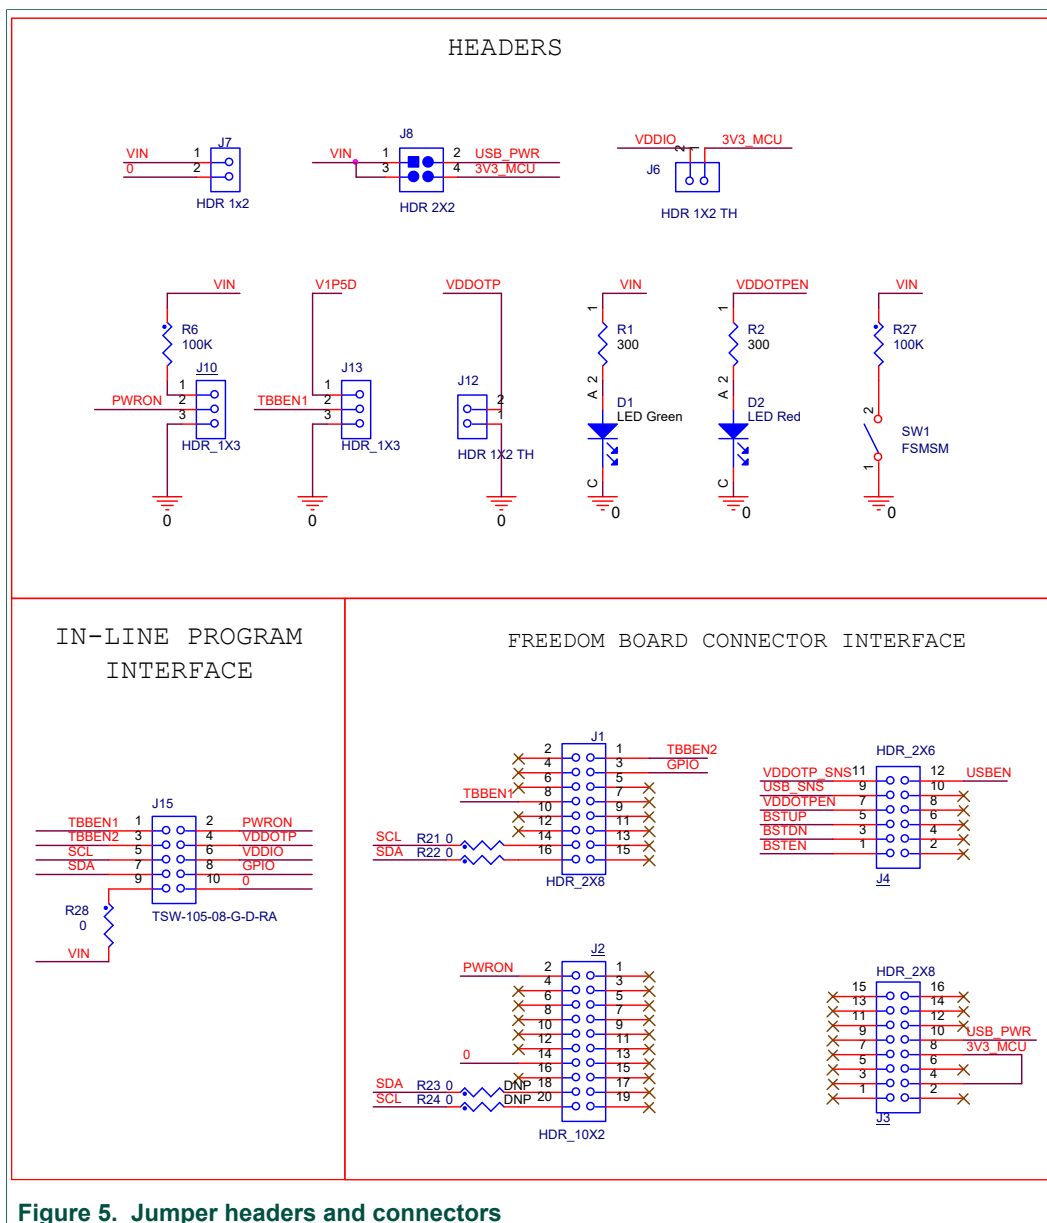 HEADERS
J7
VIN 1
0 2
HDR 1x2
J8
VIN 1 2 USB_PWR
3 4 3V3_MCU
HDR 2X2
VDDIO 2 1 3V3_MCU
J6
HDR 1X2 TH
VIN
R6
100K
J10
1
PWRON 2
3
HDR_1X3
0
V1P5D
J13
1
TBBEN1 2
3
HDR_1X3
0
VDDOTP
J12
2
1
HDR 1X2 TH
0
VIN
1
R1
300
2
A
D1
LED Green
C
0
VDDOTPEN
1
R2
300
2
A
D2
LED Red
C
0
VIN
R27
100K
2
SW1
FSMSM
1
0
IN-LINE PROGRAM
INTERFACE
J15
TBBEN1 1 2 PWRON
TBBEN2 3 4 VDDOTP
SCL 5 6 VDDIO
SDA 7 8 GPIO
9 10 0
R28
0
TSW-105-08-G-D-RA
VIN
FREEDOM BOARD CONNECTOR INTERFACE
J1
2 1 TBBEN2
4 3 GPIO
6 5
TBBEN1 8 7
10 9
12 11
SCL R21 0 14 13
SDA R22 0 16 15
HDR_2X8
HDR_2X6
VDDOTP_SNS 11 12 USBEN
USB_SNS 9 10
VDDOTPEN 7 8
BSTUP 5 6
BSTDN 3 4
BSTEN 1 2
J4
J2
PWRON 2 1
4 3
6 5
8 7
10 9
12 11
0 14 13
16 15
SDA R23 0 DNP 18 17
SCL R24 0 DNP 20 19
HDR_10X2
HDR_2X8
15 16
13 14
11 12
9 10 USB_PWR
7 8 3V3_MCU
5 6
3 4
1 2
J3
Figure 5. Jumper headers and connectors